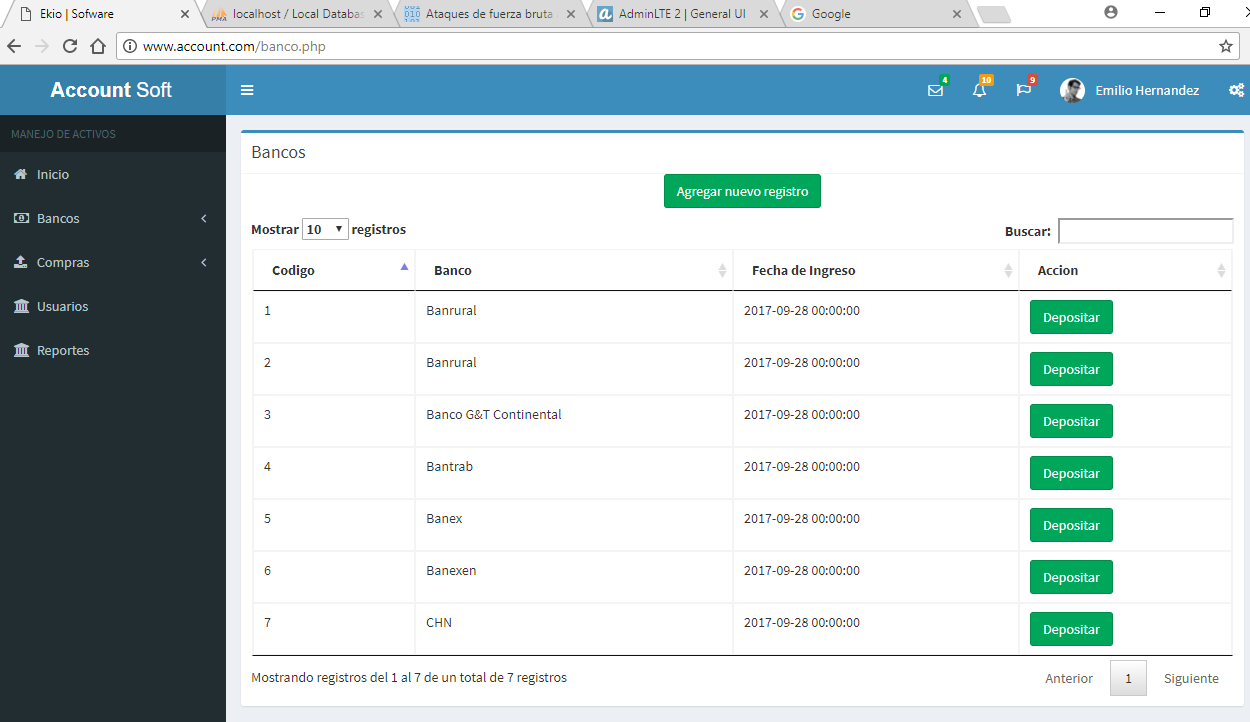 Ekio | Sofware
localhost / Local Databas
Ataques de fuerza bruta
AdminLTE 2 | General UI
Google
www.account.com/banco.php
Account Soft
4
10
9
Emilio Hernandez
MANEJO DE ACTIVOS
Inicio
Bancos
Compras
Usuarios
Reportes
Bancos
Agregar nuevo registro
Mostrar 10 registros
Buscar:
Codigo Banco Fecha de Ingreso Accion
1 Banrural 2017-09-28 00:00:00 Depositar
2 Banrural 2017-09-28 00:00:00 Depositar
3 Banco G&T Continental 2017-09-28 00:00:00 Depositar
4 Bantrab 2017-09-28 00:00:00 Depositar
5 Banex 2017-09-28 00:00:00 Depositar
6 Banexen 2017-09-28 00:00:00 Depositar
7 CHN 2017-09-28 00:00:00 Depositar
Mostrando registros del 1 al 7 de un total de 7 registros
Anterior 1 Siguiente